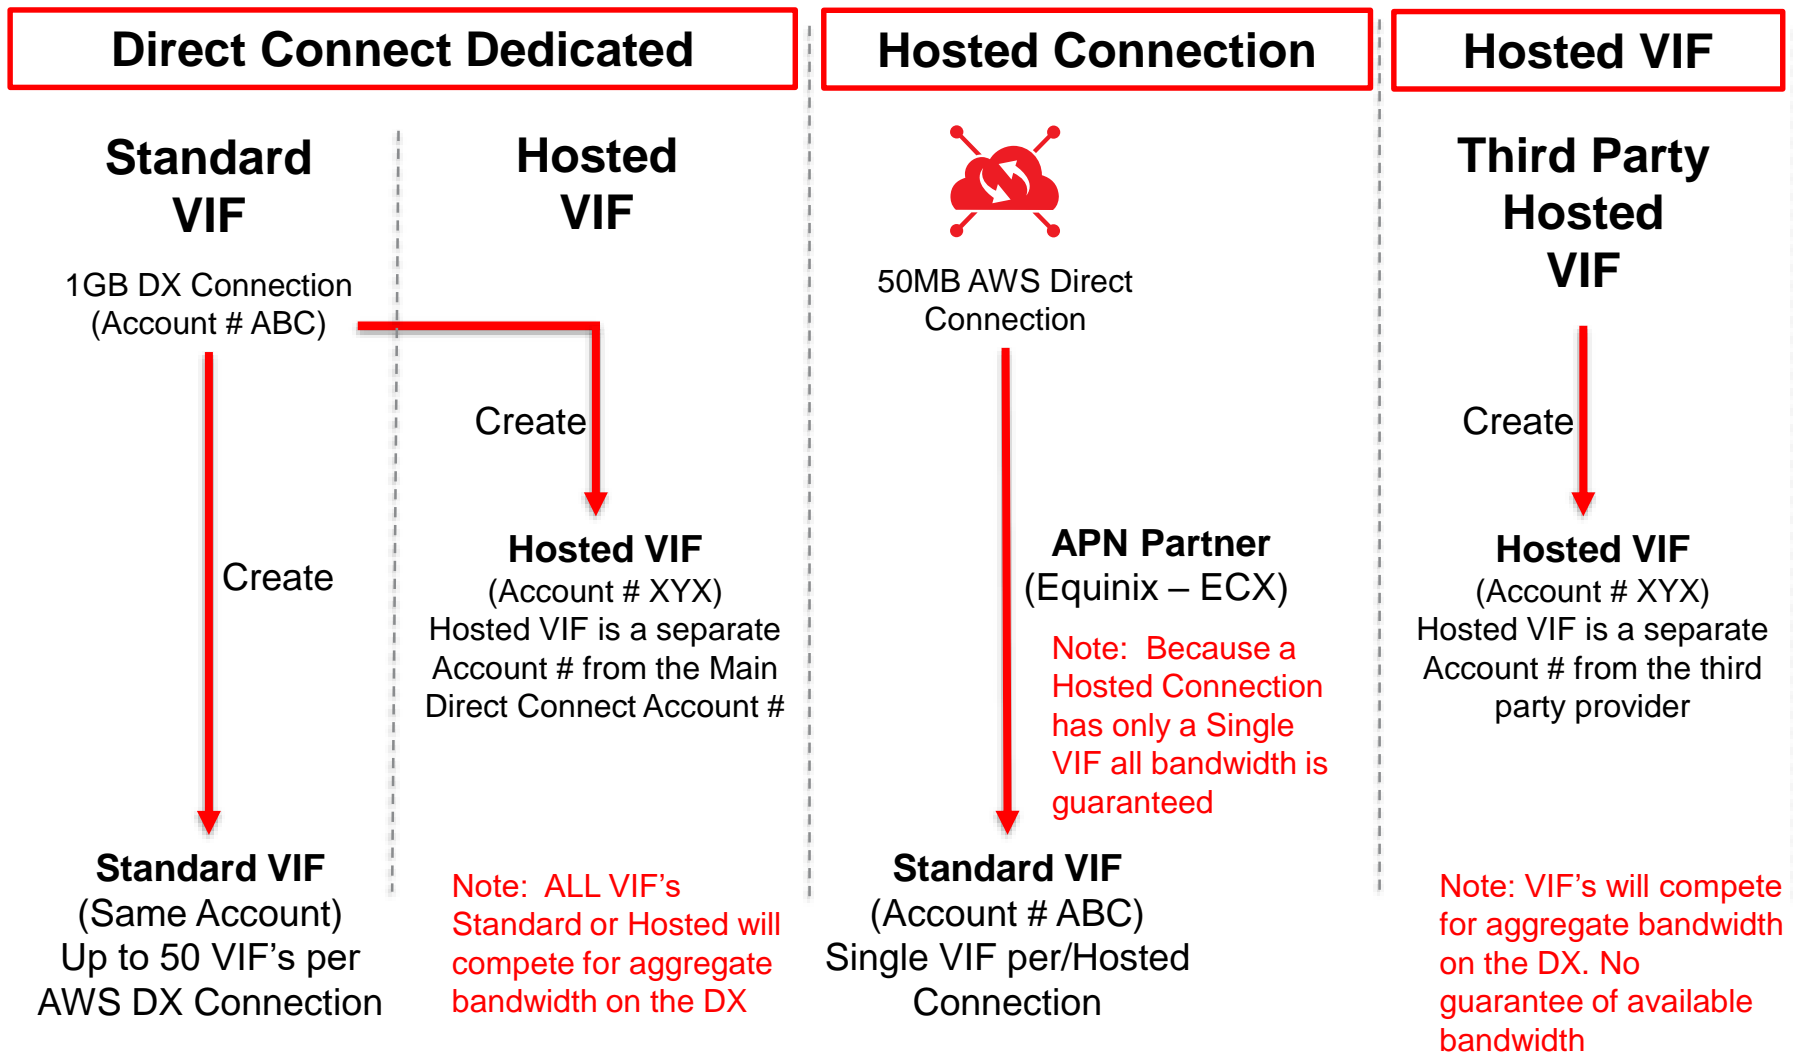 Direct Connect Dedicated
Standard
VIF
1GB DX Connection
(Account # ABC)
Create
Standard VIF
(Same Account)
Up to 50 VIF’s per
AWS DX Connection
Hosted
VIF
Create
Hosted VIF
(Account # XYX)
Hosted VIF is a separate
Account # from the Main
Direct Connect Account #
Note:  ALL VIF’s
Standard or Hosted will
compete for aggregate
bandwidth on the DX
Hosted Connection
50MB AWS Direct
Connection
APN Partner
(Equinix – ECX)
Note:  Because a
Hosted Connection
has only a Single
VIF all bandwidth is
guaranteed
Standard VIF
(Account # ABC)
Single VIF per/Hosted
Connection
Hosted VIF
Third Party
Hosted
VIF
Create
Hosted VIF
(Account # XYX)
Hosted VIF is a separate
Account # from the third
party provider
Note: VIF’s will compete
for aggregate bandwidth
on the DX. No
guarantee of available
bandwidth